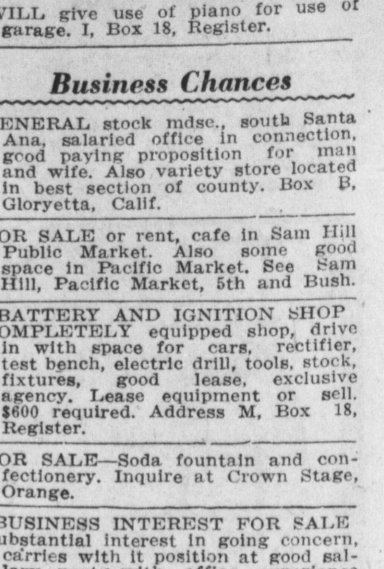 WILL give use of piano for use of
garage. I, Box 18, Register.
Business Chances
ENERAL stock mdse., south Santa
Ana, salaried office in connection,
good paying proposition for man
and wife. Also variety store located
in best section of county. Box B,
Gloryetta, Calif.
OR SALE or rent, cafe in Sam Hill
Public Market. Also some good
space in Pacific Market. See Sam
Hill, Pacific Market, 5th and Bush.
BATTERY AND IGNITION SHOP
OMPLETELY equipped shop, drive
in with space for cars, rectifier,
test bench, electric drill, tools, stock,
fixtures, good lease, exclusive
agency. Lease equipment or sell.
$600 required. Address M, Box 18,
Register.
OR SALE—Soda fountain and con-
fectionery. Inquire at Crown Stage,
Orange.
BUSINESS INTEREST FOR SALE
ubstantial interest in going concern,
carries with it position at good sal-